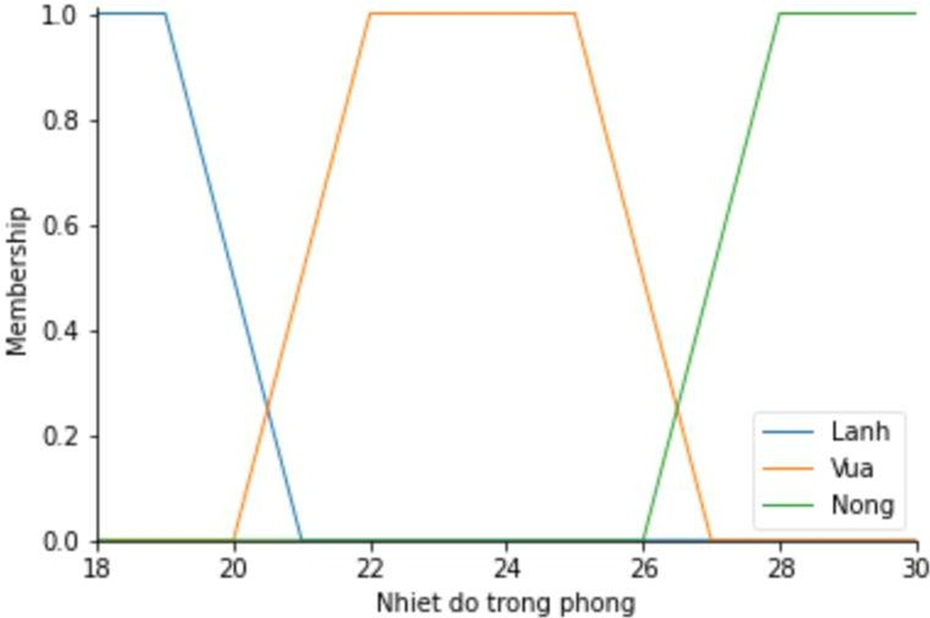 1.0
0.8
0.6
0.4
0.2
0.0
Membership
18 20 22 24 26 28 30
Nhiet do trong phong
Lanh
Vua
Nong